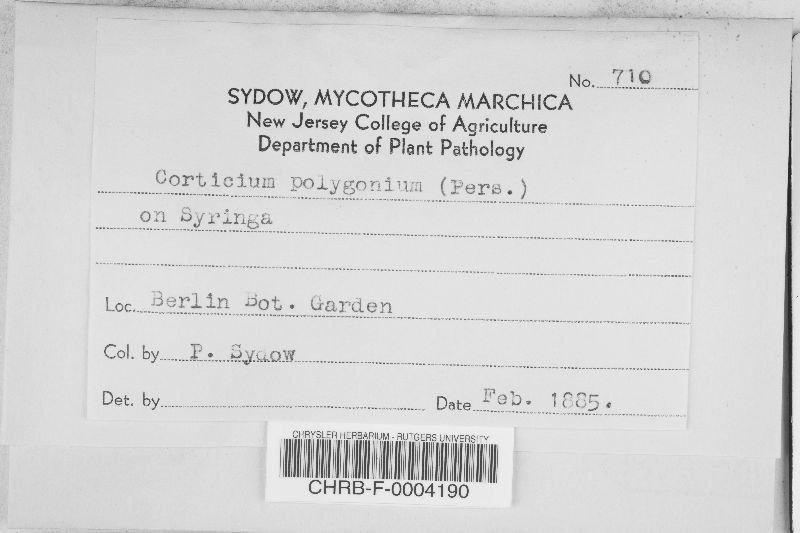 No. 710
SYDOW, MYCOTHECA MARCHICA
New Jersey College of Agriculture
Department of Plant Pathology
Corticium polygonium (Pers.)
on Syringa
Loc. Berlin Bot. Garden
Col. by P. Sydow
Det. by
Date Feb. 1885.
CHRYSLER HERBARIUM - RUTGERS UNIVERSITY
CHRB-F-0004190